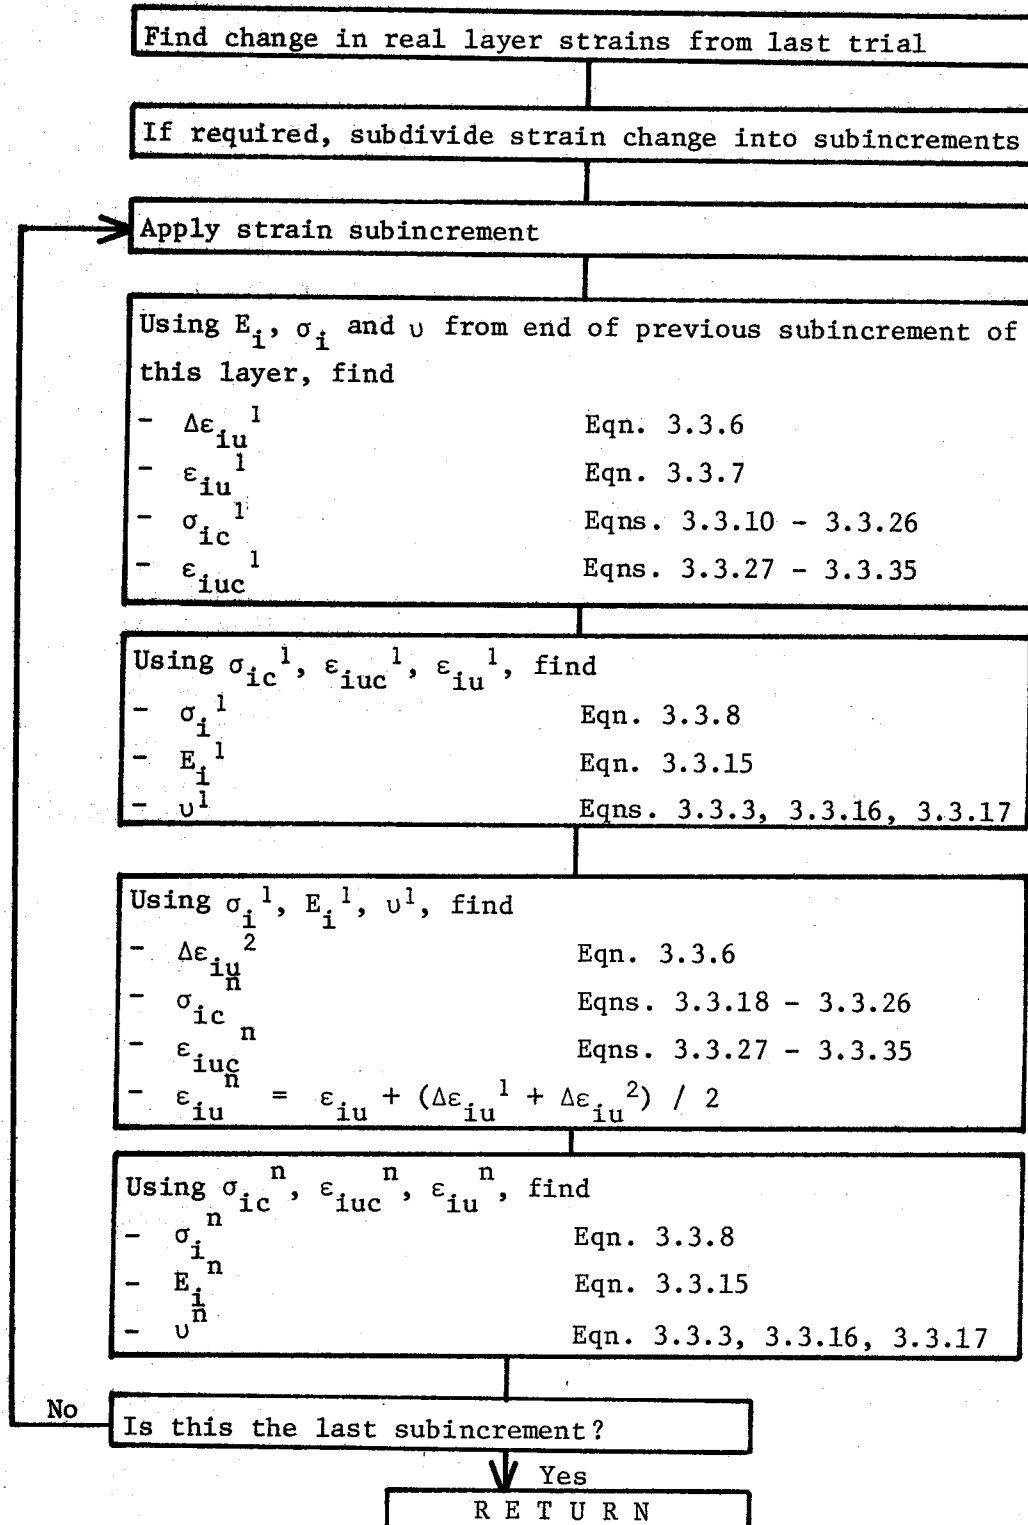 Find change in real layer strains from last trial
If required, subdivide strain change into subincrements
Apply strain subincrement
Using E_i, σ_i and υ from end of previous subincrement of
this layer, find
- Δε_iu^1 Eqn. 3.3.6
- ε_iu^1 Eqn. 3.3.7
- σ_ic^1 Eqns. 3.3.10 - 3.3.26
- ε_iuc^1 Eqns. 3.3.27 - 3.3.35
Using σ_ic^1, ε_iuc^1, ε_iu^1, find
- σ_i^1 Eqn. 3.3.8
- E_i^1 Eqn. 3.3.15
- υ^1 Eqns. 3.3.3, 3.3.16, 3.3.17
Using σ_i^1, E_i^1, υ^1, find
- Δε_iu^2 Eqn. 3.3.6
- σ_ic^n Eqns. 3.3.18 - 3.3.26
- ε_iuc^n Eqns. 3.3.27 - 3.3.35
- ε_iu^n = ε_iu + (Δε_iu^1 + Δε_iu^2) / 2
Using σ_ic^n, ε_iuc^n, ε_iu^n, find
- σ_i^n Eqn. 3.3.8
- E_i^n Eqn. 3.3.15
- υ^n Eqn. 3.3.3, 3.3.16, 3.3.17
No
Is this the last subincrement?
Yes
R E T U R N